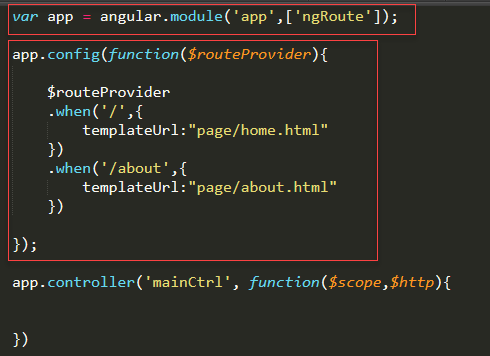 var app = angular.module('app',['ngRoute']);
app.config(function($routeProvider){
$routeProvider
.when('/',{
templateUrl:"page/home.html"
})
.when('/about',{
templateUrl:"page/about.html"
})
});
app.controller('mainCtrl', function($scope,$http){
})